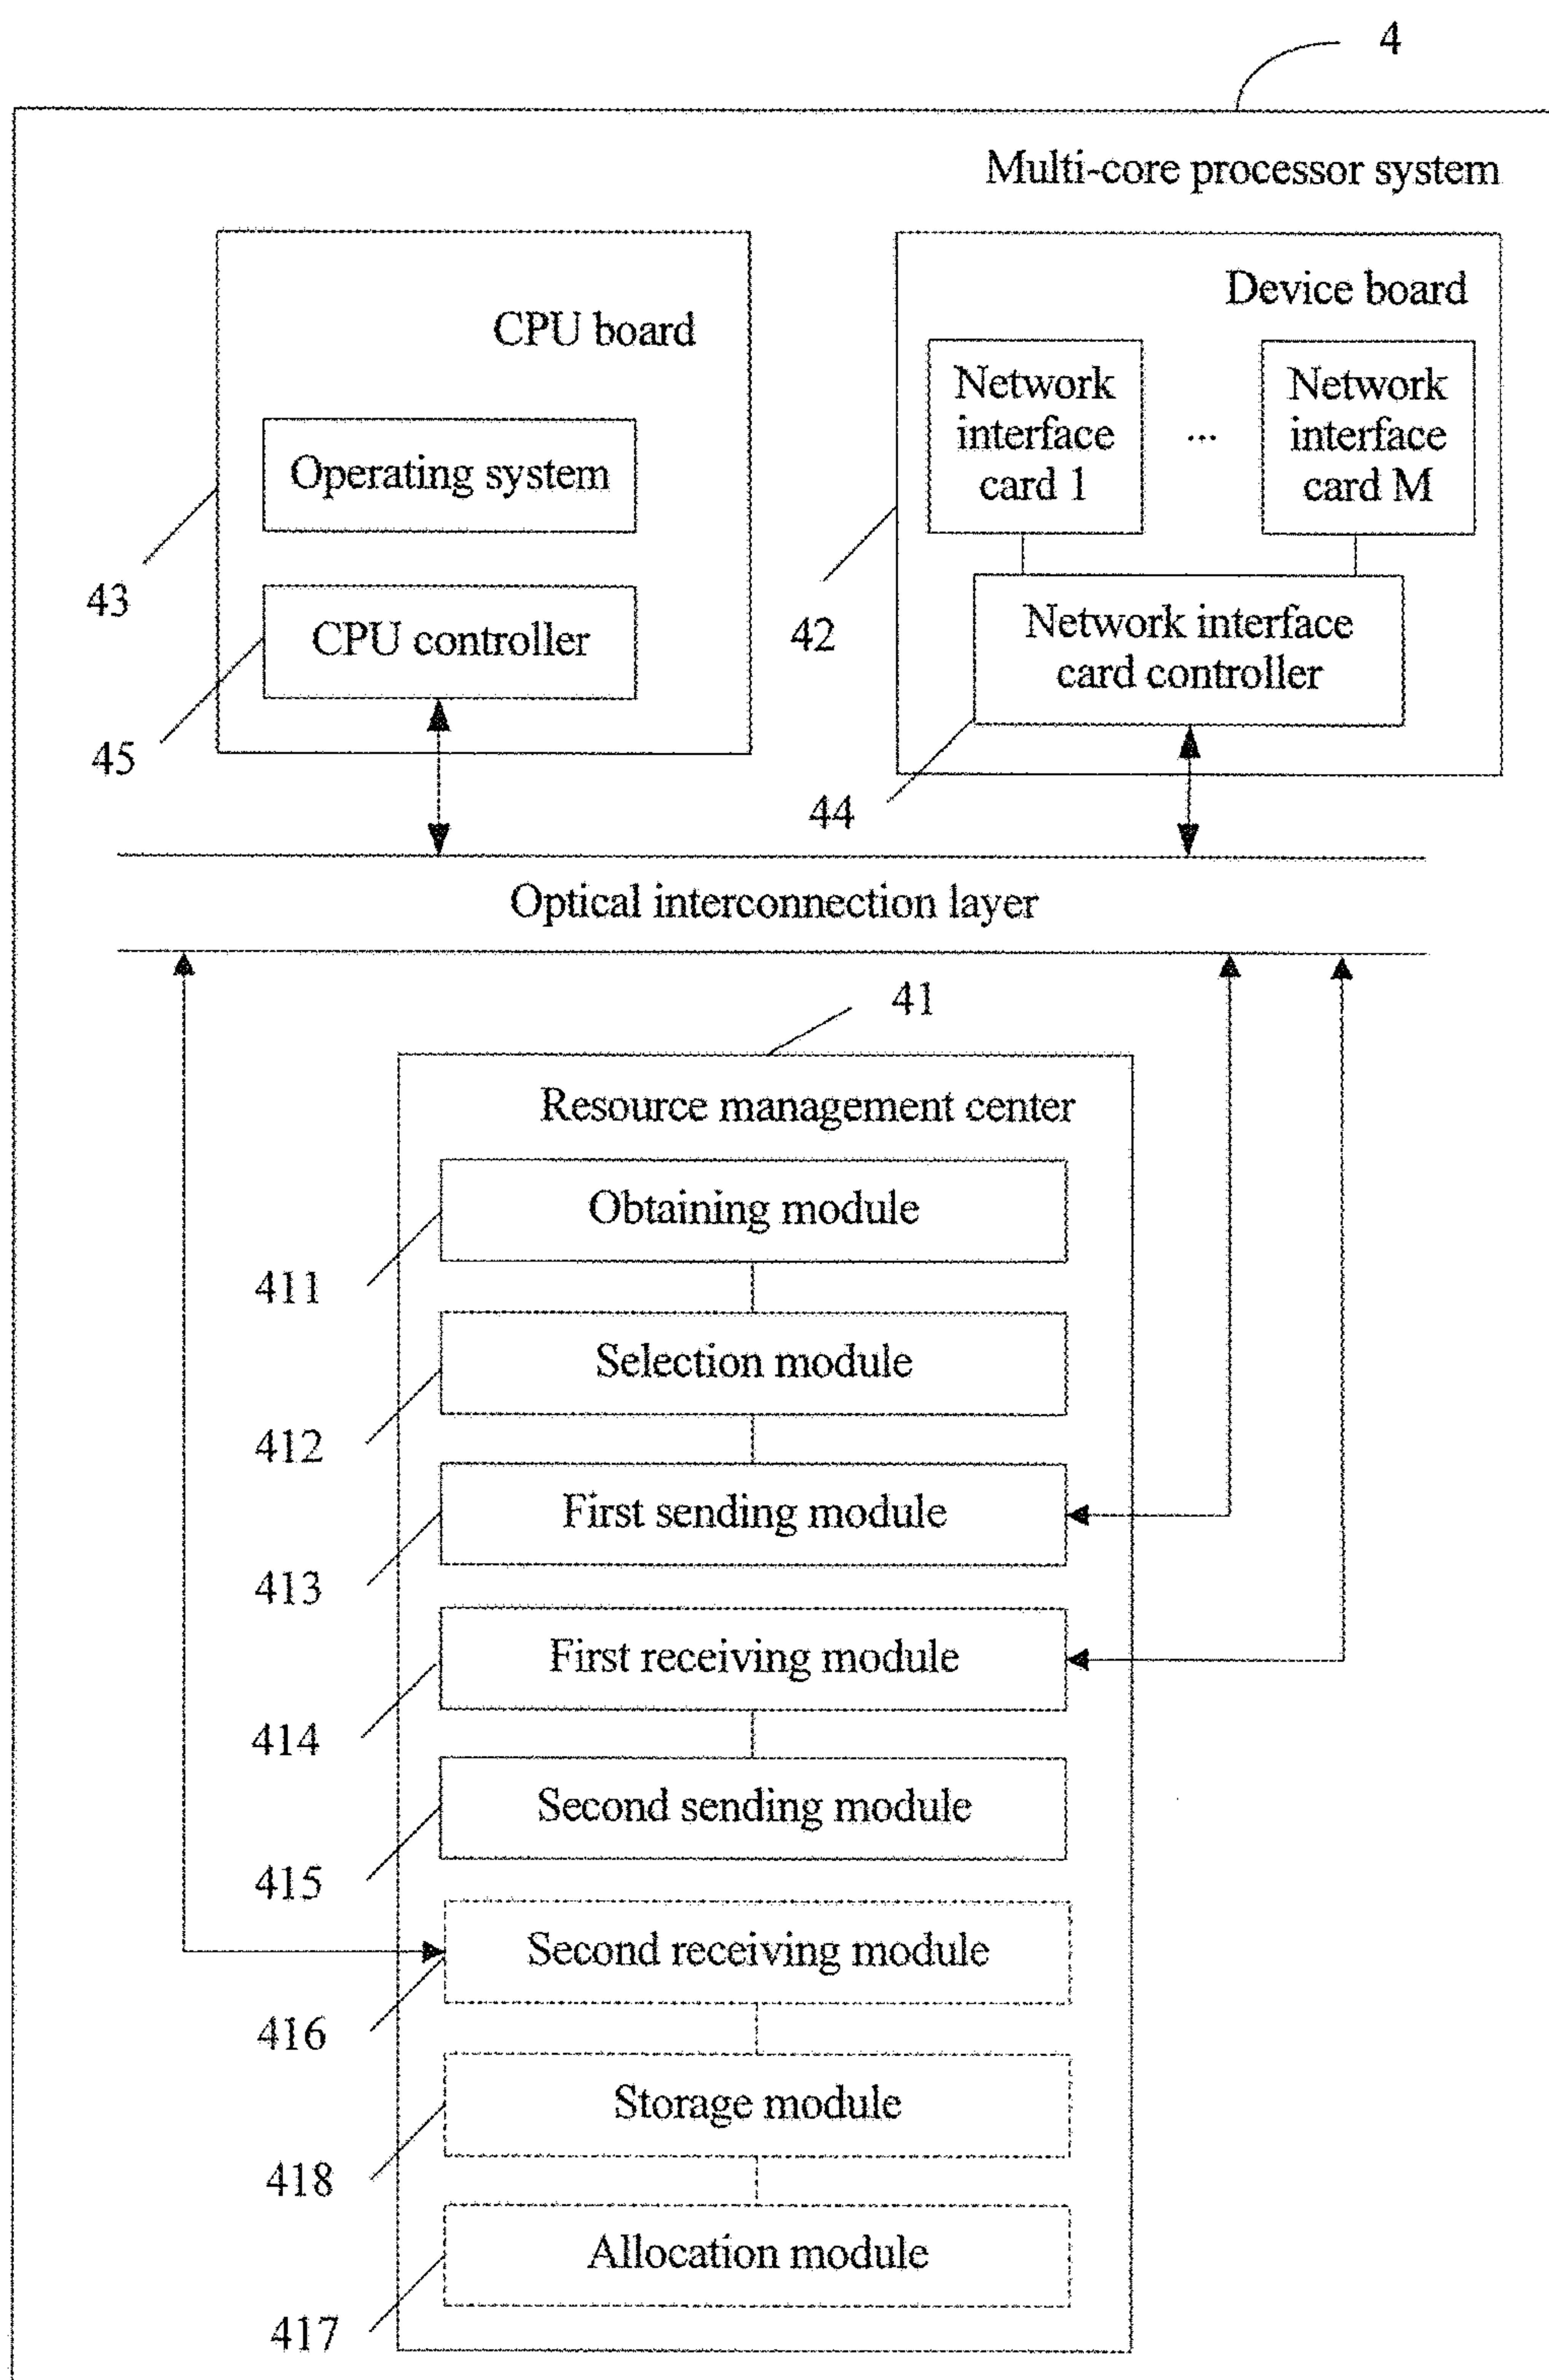 4
Multi-core processor system
CPU board
Operating system
CPU controller
43
45
Device board
Network
interface
card 1
...
Network
interface
card M
Network interface
card controller
42
44
Optical interconnection layer
41
Resource management center
Obtaining module
411
Selection module
412
First sending module
413
First receiving module
414
Second sending module
415
Second receiving module
416
Storage module
418
Allocation module
417